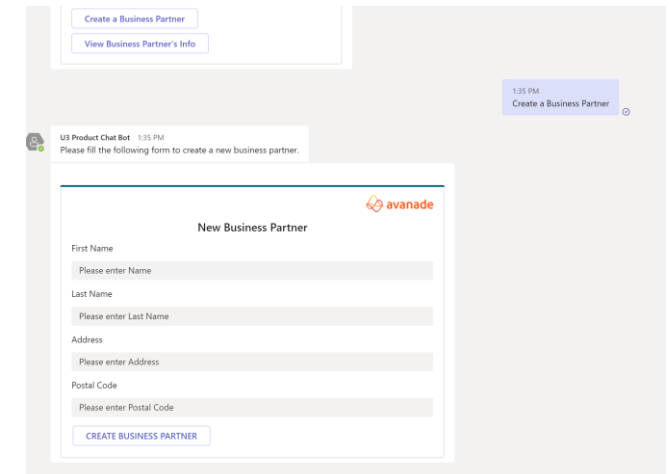 Create a Business Partner
View Business Partner's Info
1:35 PM
Create a Business Partner
U3 Product Chat Bot 1:35 PM
Please fill the following form to create a new business partner.
avanade
New Business Partner
First Name
Please enter Name
Last Name
Please enter Last Name
Address
Please enter Address
Postal Code
Please enter Postal Code
CREATE BUSINESS PARTNER